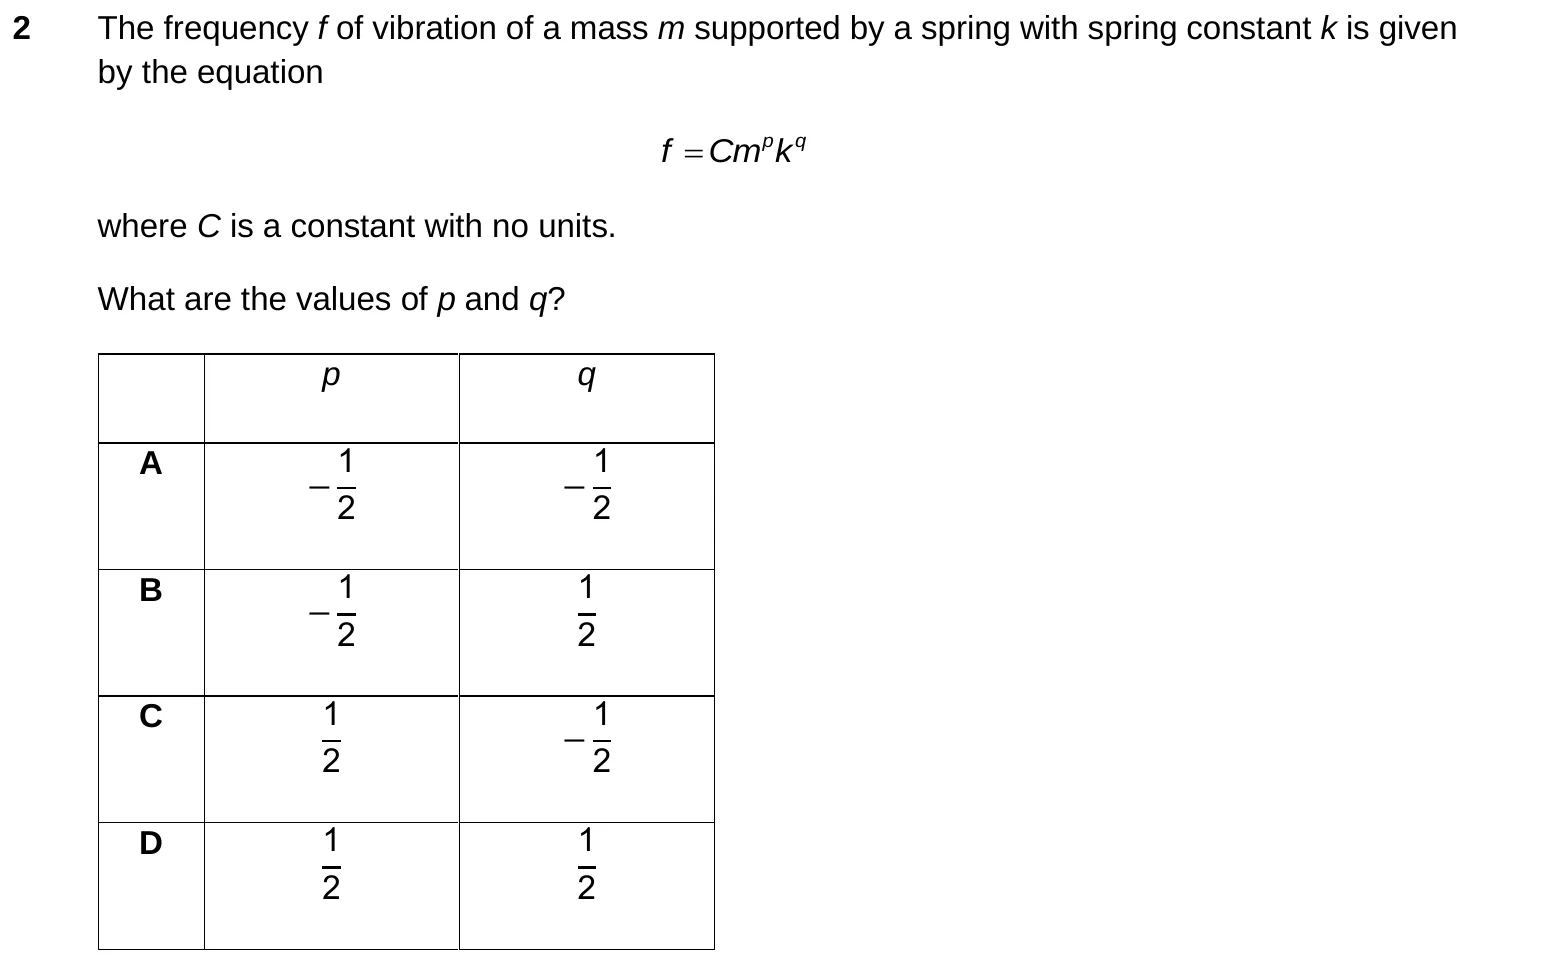 2 The frequency f of vibration of a mass m supported by a spring with spring constant k is given
by the equation
f = Cm^p k^q
where C is a constant with no units.
What are the values of p and q?
p q
A −1/2 −1/2
B −1/2 1/2
C 1/2 −1/2
D 1/2 1/2